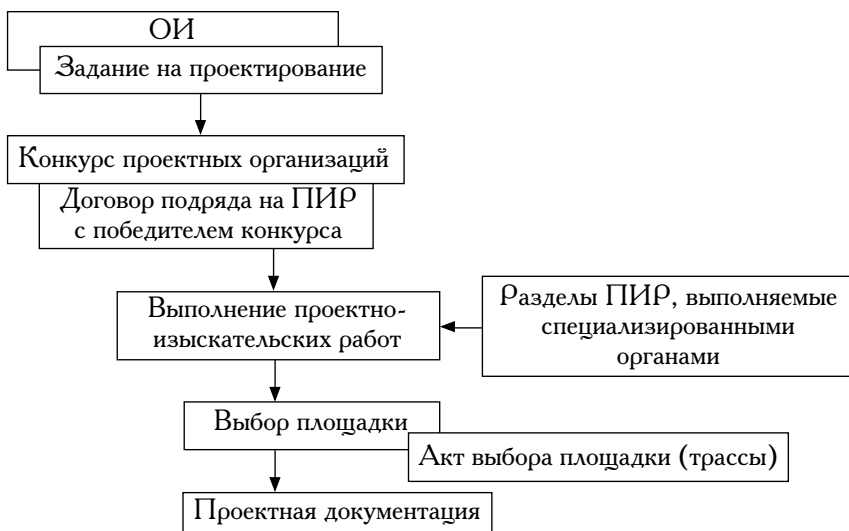 ОИ
Задание на проектирование
Конкурс проектных организаций
Договор подряда на ПИР
с победителем конкурса
Выполнение проектно-
изыскательских работ
Разделы ПИР, выполняемые
специализированными
органами
Выбор площадки
Акт выбора площадки (трассы)
Проектная документация